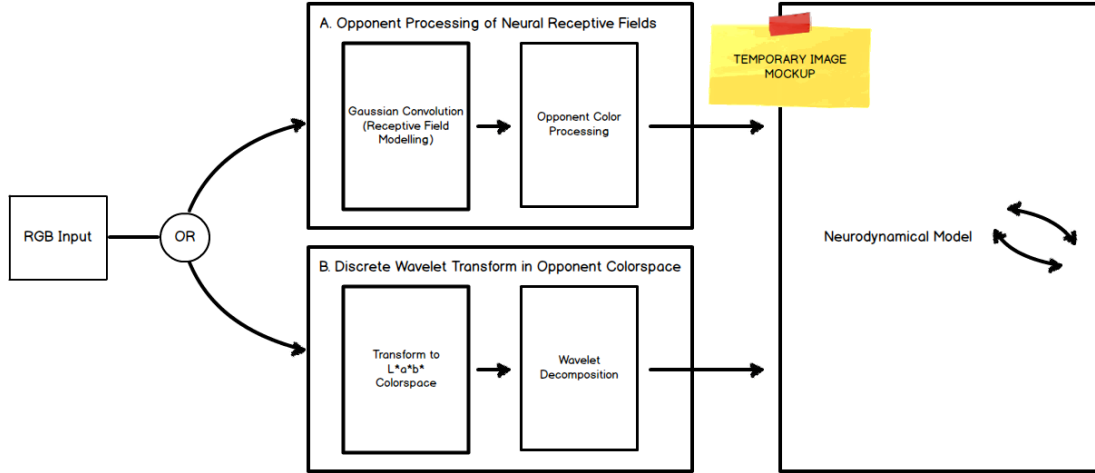 A. Opponent Processing of Neural Receptive Fields
TEMPORARY IMAGE
MOCKUP
Gaussian Convolution
(Receptive Field
Modelling)
Opponent Color
Processing
RGB Input
OR
Neurodynamical Model
B. Discrete Wavelet Transform in Opponent Colorspace
Transform to
L*a*b*
Colorspace
Wavelet
Decomposition